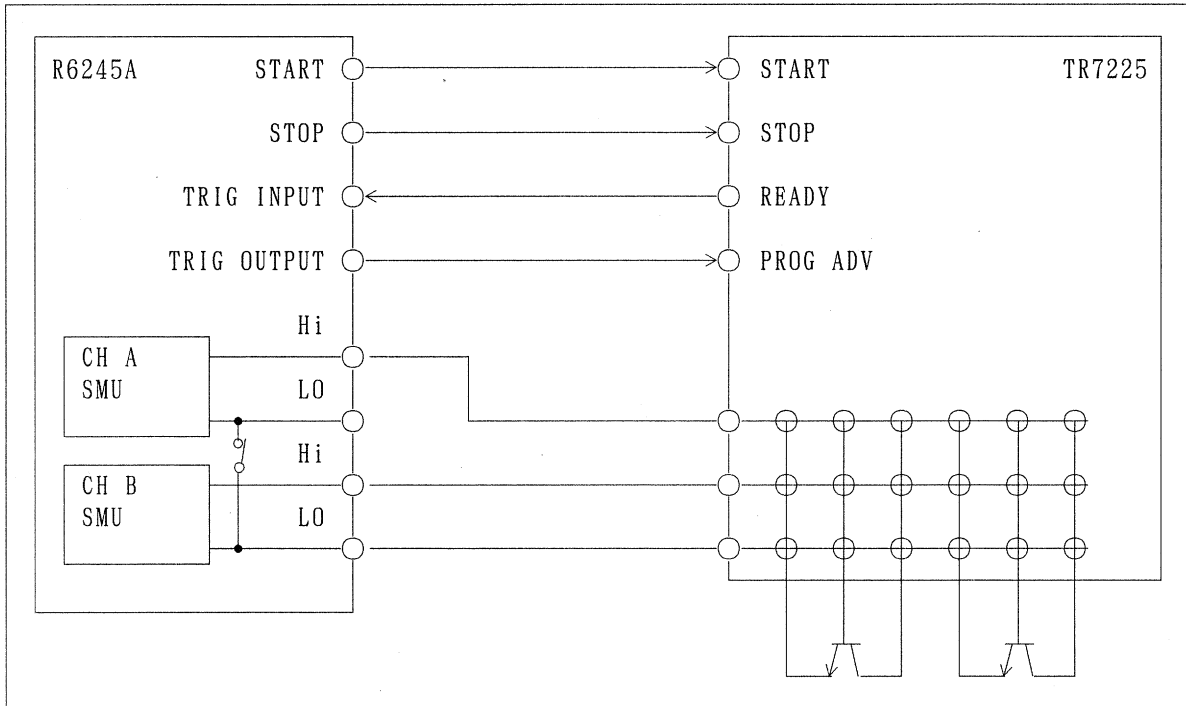 R6245A START START TR7225
STOP STOP
TRIG INPUT READY
TRIG OUTPUT PROG ADV
Hi
CH A
SMU LO
Hi
CH B
SMU LO